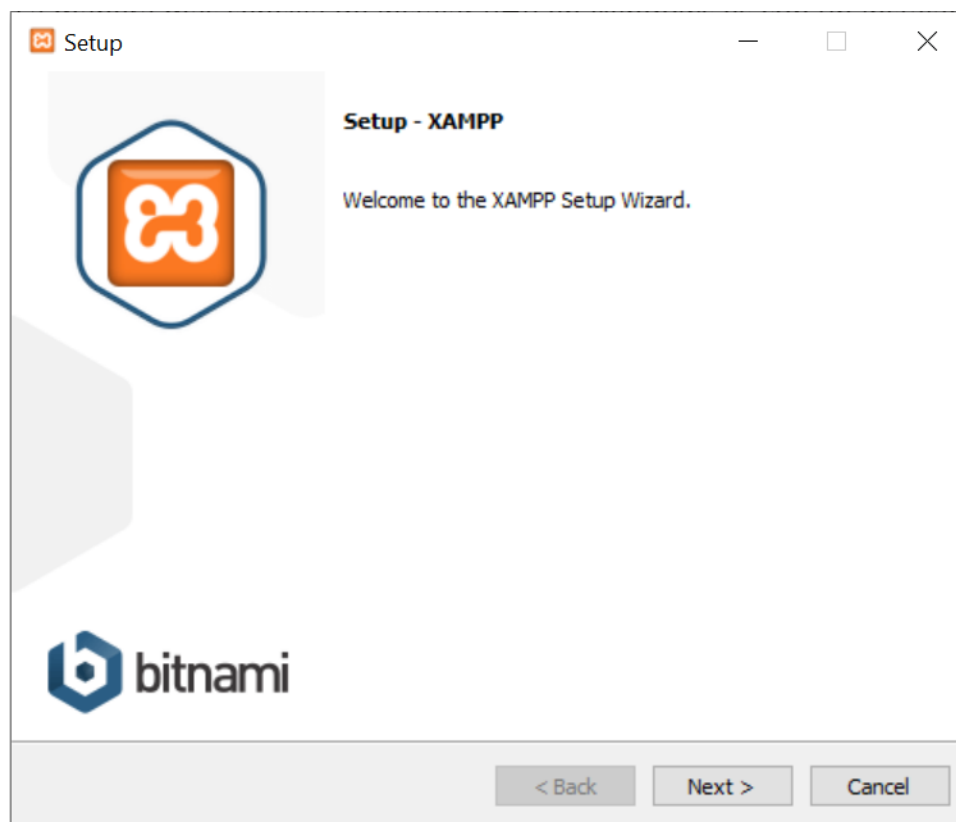 Setup
Setup - XAMPP
Welcome to the XAMPP Setup Wizard.
bitnami
< Back
Next >
Cancel